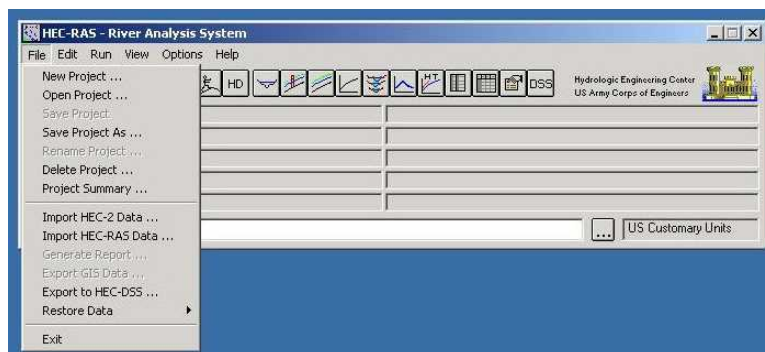 HEC-RAS - River Analysis System
File Edit Run View Options Help
New Project ...
Open Project ...
Save Project
Save Project As ...
Rename Project ...
Delete Project ...
Project Summary ...
Import HEC-2 Data ...
Import HEC-RAS Data ...
Generate Report ...
Export GIS Data ...
Export to HEC-DSS ...
Restore Data
Exit
HD HT DSS
Hydrologic Engineering Center
US Army Corps of Engineers
...
US Customary Units